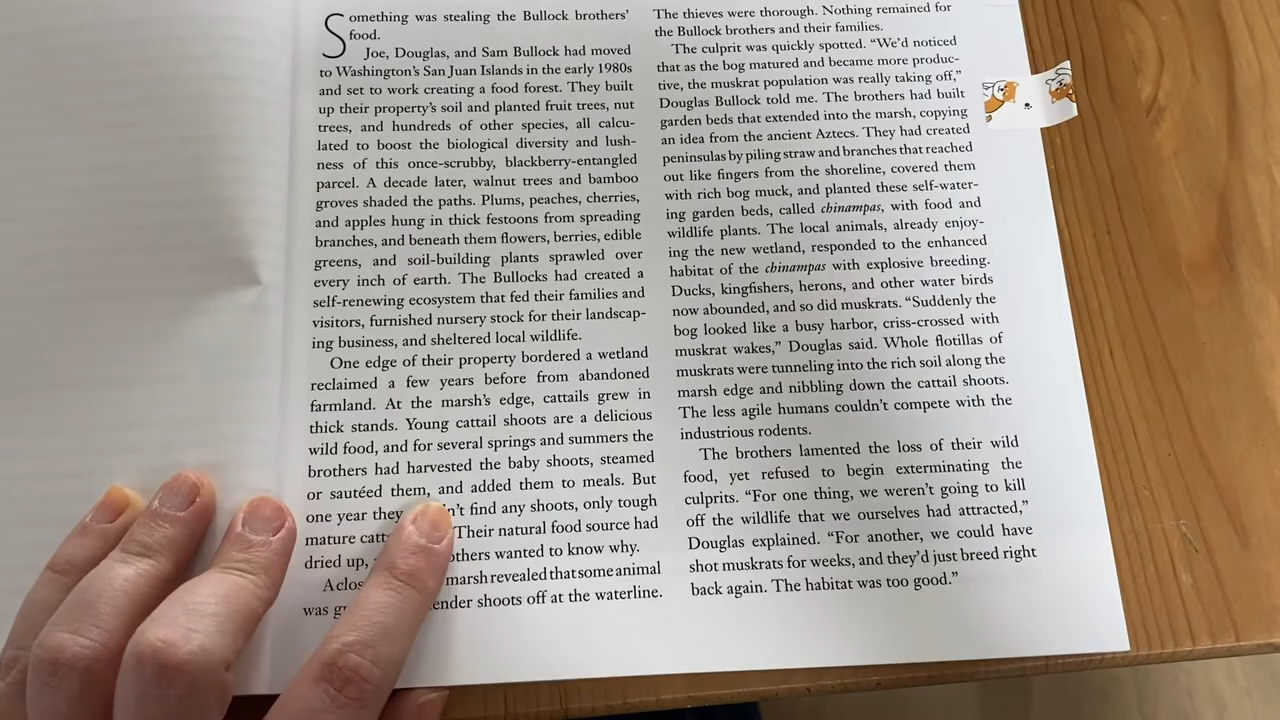 Something was stealing the Bullock brothers'
food.
Joe, Douglas, and Sam Bullock had moved
to Washington's San Juan Islands in the early 1980s
and set to work creating a food forest. They built
up their property's soil and planted fruit trees, nut
trees, and hundreds of other species, all calcu-
lated to boost the biological diversity and lush-
ness of this once-scrubby, blackberry-entangled
parcel. A decade later, walnut trees and bamboo
groves shaded the paths. Plums, peaches, cherries,
and apples hung in thick festoons from spreading
branches, and beneath them flowers, berries, edible
greens, and soil-building plants sprawled over
every inch of earth. The Bullocks had created a
self-renewing ecosystem that fed their families and
visitors, furnished nursery stock for their landscap-
ing business, and sheltered local wildlife.
One edge of their property bordered a wetland
reclaimed a few years before from abandoned
farmland. At the marsh's edge, cattails grew in
thick stands. Young cattail shoots are a delicious
wild food, and for several springs and summers the
brothers had harvested the baby shoots, steamed
or sautéed them, and added them to meals. But
one year they find any shoots, only tough
mature Their natural food source had
dried up, wanted to know why.
A marsh revealed that some animal
was shoots off at the waterline.
The thieves were thorough. Nothing remained for
the Bullock brothers and their families.
The culprit was quickly spotted. “We'd noticed
that as the bog matured and became more produc-
tive, the muskrat population was really taking off,”
Douglas Bullock told me. The brothers had built
garden beds that extended into the marsh, copying
an idea from the ancient Aztecs. They had created
peninsulas by piling straw and branches that reached
out like fingers from the shoreline, covered them
with rich bog muck, and planted these self-water-
ing garden beds, called chinampas, with food and
wildlife plants. The local animals, already enjoy-
ing the new wetland, responded to the enhanced
habitat of the chinampas with explosive breeding.
Ducks, kingfishers, herons, and other water birds
now abounded, and so did muskrats. “Suddenly the
bog looked like a busy harbor, criss-crossed with
muskrat wakes,” Douglas said. Whole flotillas of
muskrats were tunneling into the rich soil along the
marsh edge and nibbling down the cattail shoots.
The less agile humans couldn't compete with the
industrious rodents.
The brothers lamented the loss of their wild
food, yet refused to begin exterminating the
culprits. “For one thing, we weren't going to kill
off the wildlife that we ourselves had attracted,”
Douglas explained. “For another, we could have
shot muskrats for weeks, and they'd just breed right
back again. The habitat was too good.”